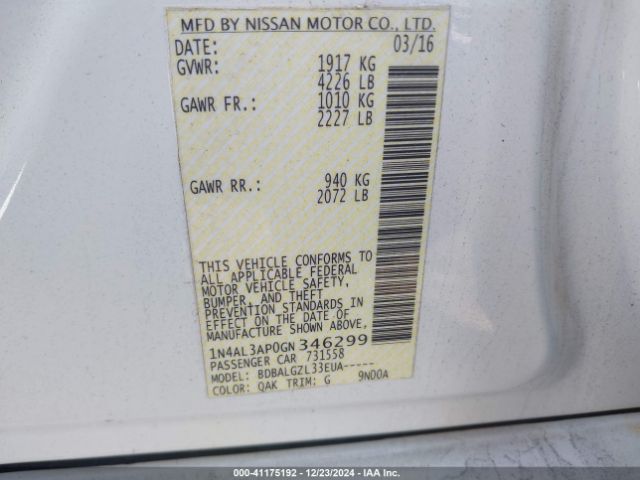 MFD BY NISSAN MOTOR CO., LTD.
DATE: 03/16
GVWR: 1917 KG
4226 LB
GAWR FR.: 1010 KG
2227 LB
GAWR RR.: 940 KG
2072 LB
THIS VEHICLE CONFORMS TO
ALL APPLICABLE FEDERAL
MOTOR VEHICLE SAFETY,
BUMPER, AND THEFT
PREVENTION STANDARDS IN
EFFECT ON THE DATE OF
MANUFACTURE SHOWN ABOVE.
1N4AL3AP0GN346299
PASSENGER CAR 731558
MODEL: BDBALGZL33EUA-----
COLOR: QAK TRIM: G 9ND0A
000-41175192 - 12/23/2024 - IAA Inc.